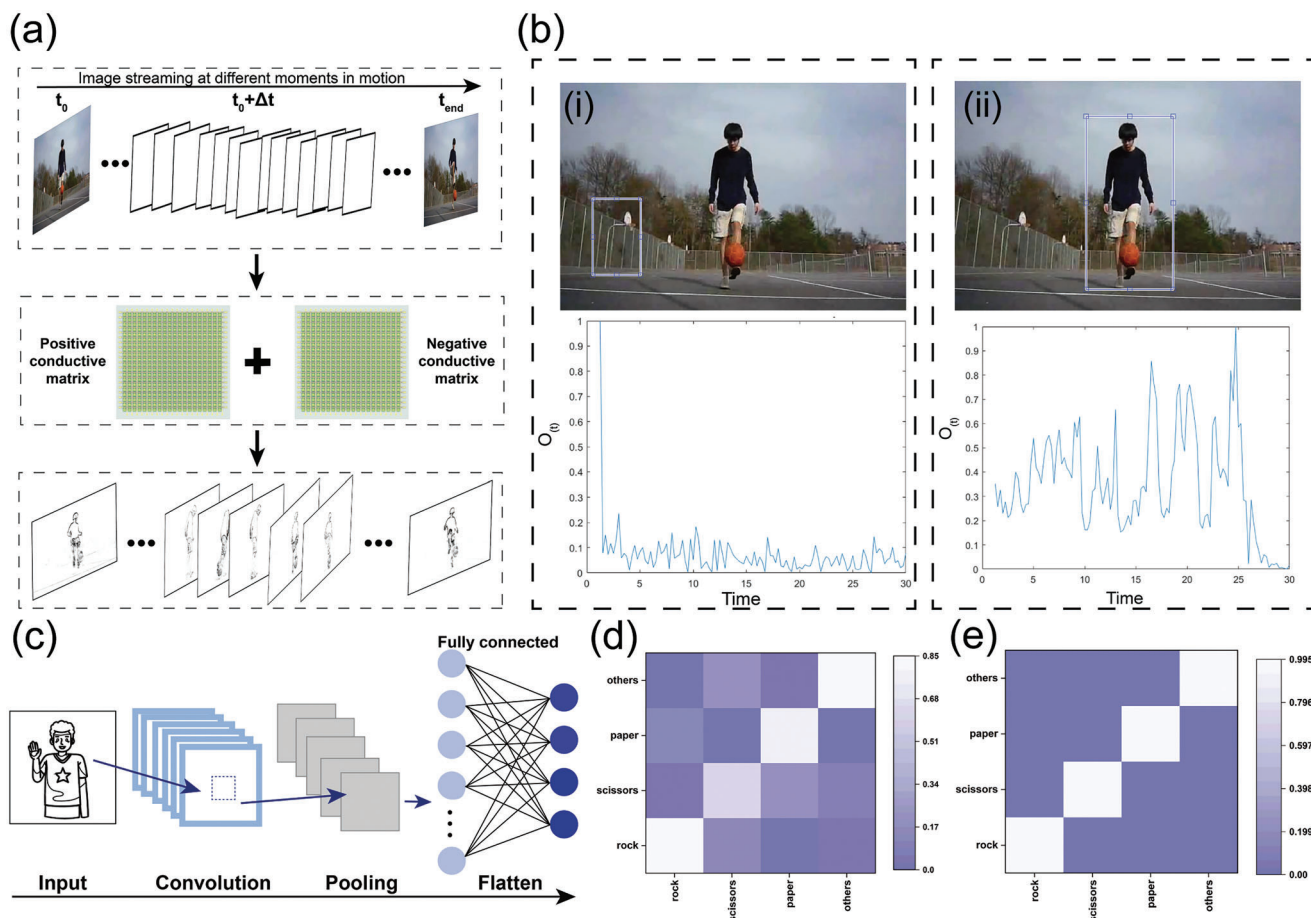 (a)
Image streaming at different moments in motion
t0
t0+Δt
tend
Positive
conductive
matrix
Negative
conductive
matrix
(b)
(i)
1
0.9
0.8
0.7
0.6
0.5
0.4
0.3
0.2
0.1
0
O(t)
0 5 10 15 20 25 30
Time
(ii)
1
0.9
0.8
0.7
0.6
0.5
0.4
0.3
0.2
0.1
0
O(t)
0 5 10 15 20 25 30
Time
(c)
Fully connected
Input
Convolution
Pooling
Flatten
(d)
others
paper
scissors
rock
rock
scissors
paper
others
0.85
0.68
0.51
0.34
0.17
0.0
(e)
others
paper
scissors
rock
rock
scissors
paper
others
0.995
0.796
0.597
0.398
0.199
0.00